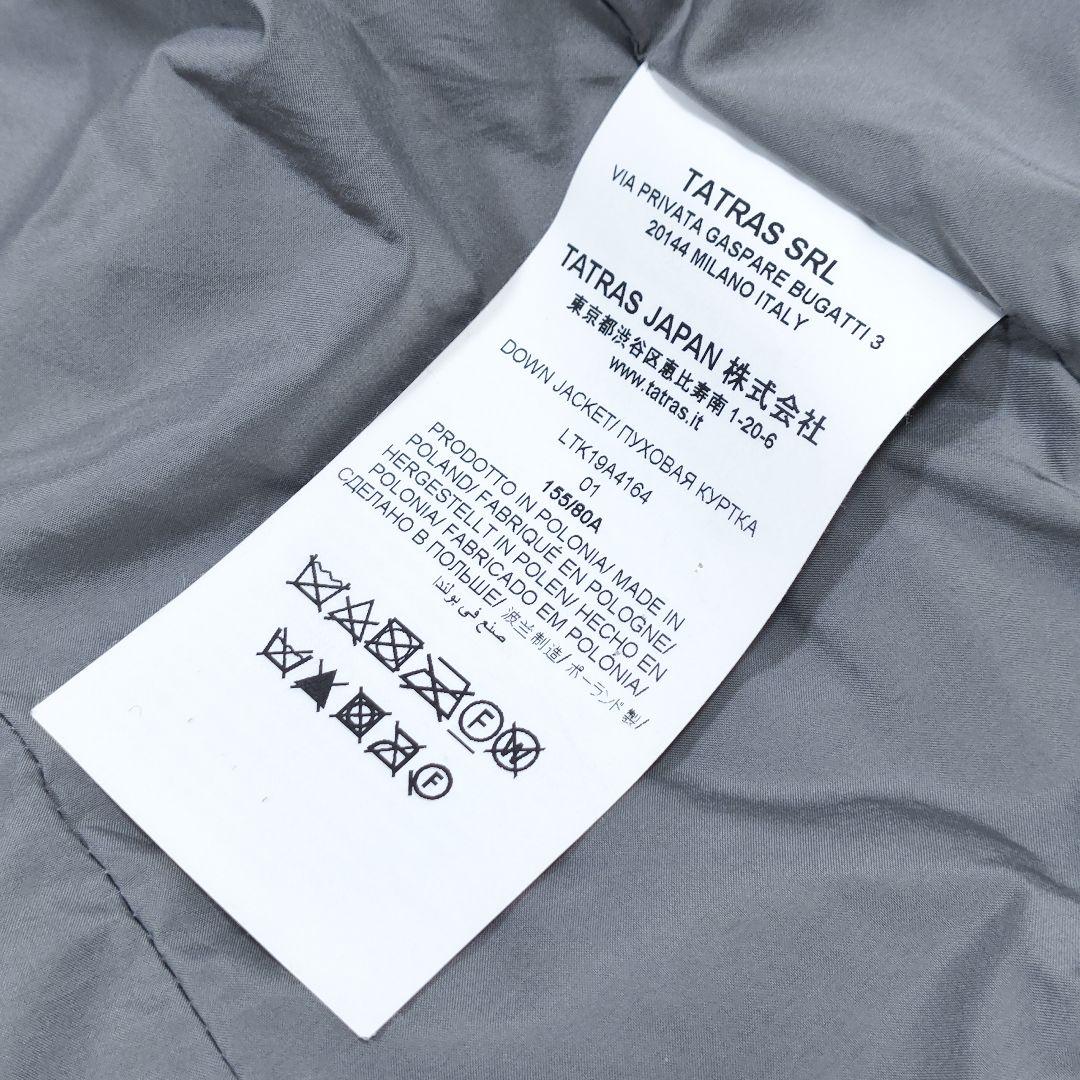 TATRAS SRL
VIA PRIVATA GASPARE BUGATTI 3
20144 MILANO ITALY
TATRAS JAPAN 株式会社
東京都渋谷区恵比寿南 1-20-6
www.tatras.it
DOWN JACKET/ ПУХОВАЯ КУРТКА
LTK19A4164
01
155/80A
PRODOTTO IN POLONIA/ MADE IN
POLAND/ FABRIQUÉ EN POLOGNE/
HERGESTELLT IN POLEN/ HECHO EN
POLONIA/ FABRICADO EM POLÓNIA/
СДЕЛАНО В ПОЛЬШЕ/ 波兰制造/ ポーランド製/
صنع في بولندا
F W
F